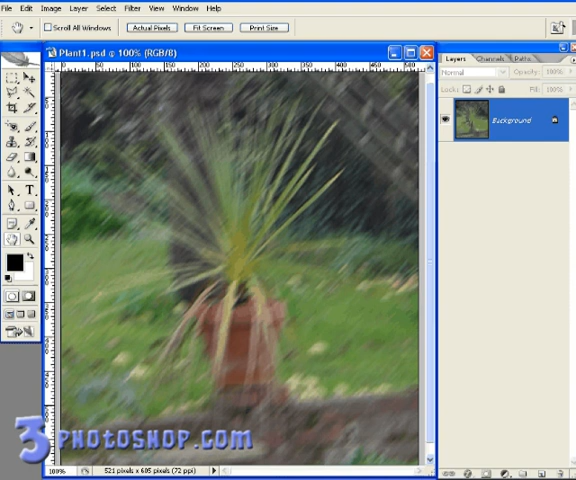 File Edit Image Layer Select Filter View Window Help
Scroll All Windows Actual Pixels Fit Screen Print Size
Plant1.psd @ 100% (RGB/8)
Layers Channels Paths
Normal Opacity: 100%
Lock: Fill: 100%
Background
3 PHOTOSHOP.COM
100% 521 pixels x 605 pixels (72 ppi)